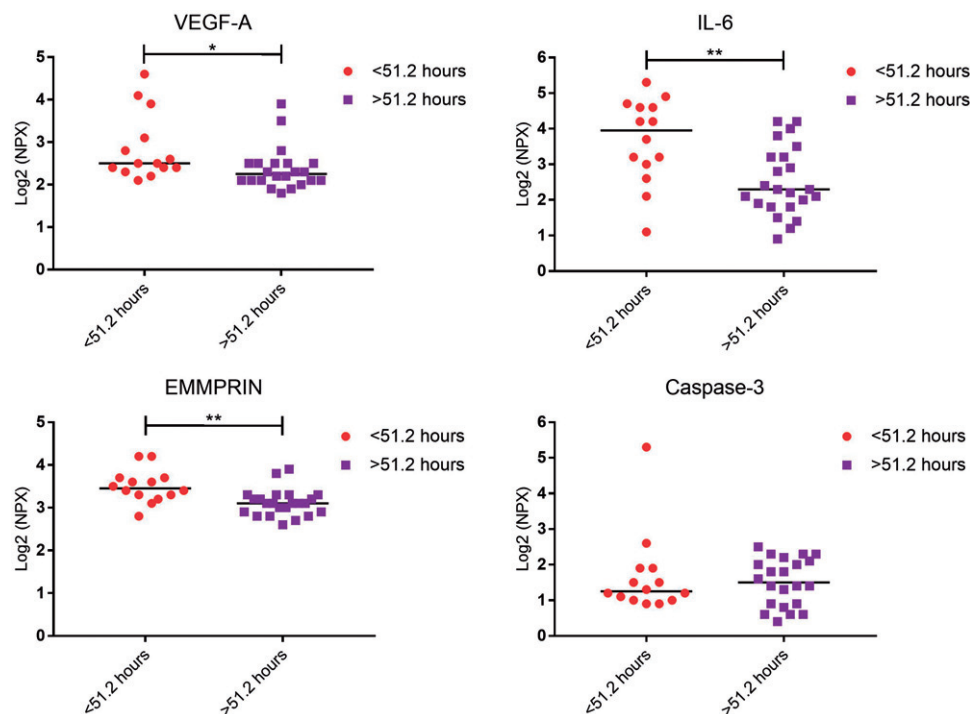 VEGF-A
5
4
3
2
1
0
Log2 (NPX)
*
<51.2 hours
>51.2 hours
<51.2 hours
>51.2 hours
IL-6
6
5
4
3
2
1
0
Log2 (NPX)
**
<51.2 hours
>51.2 hours
<51.2 hours
>51.2 hours
EMMPRIN
5
4
3
2
1
0
Log2 (NPX)
**
<51.2 hours
>51.2 hours
<51.2 hours
>51.2 hours
Caspase-3
6
5
4
3
2
1
0
Log2 (NPX)
<51.2 hours
>51.2 hours
<51.2 hours
>51.2 hours